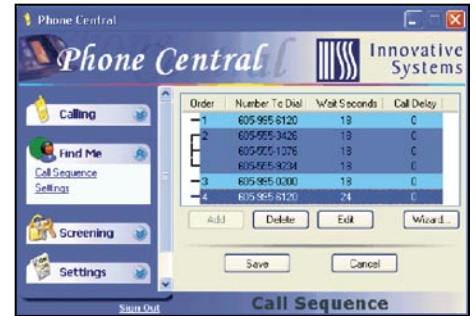 Phone Central
Phone Central
Innovative
Systems
Calling
Find Me
Call Sequence
Settings
Screening
Settings
Sign Out
Order Number To Dial Wait Seconds Call Delay
1 605-995-6120 18 0
2 605-555-3426 18 0
605-555-1076 18 0
605-555-9234 18 0
3 605-995-0200 18 0
4 605-995-6120 24 0
Add Delete Edit Wizard...
Save Cancel
Call Sequence